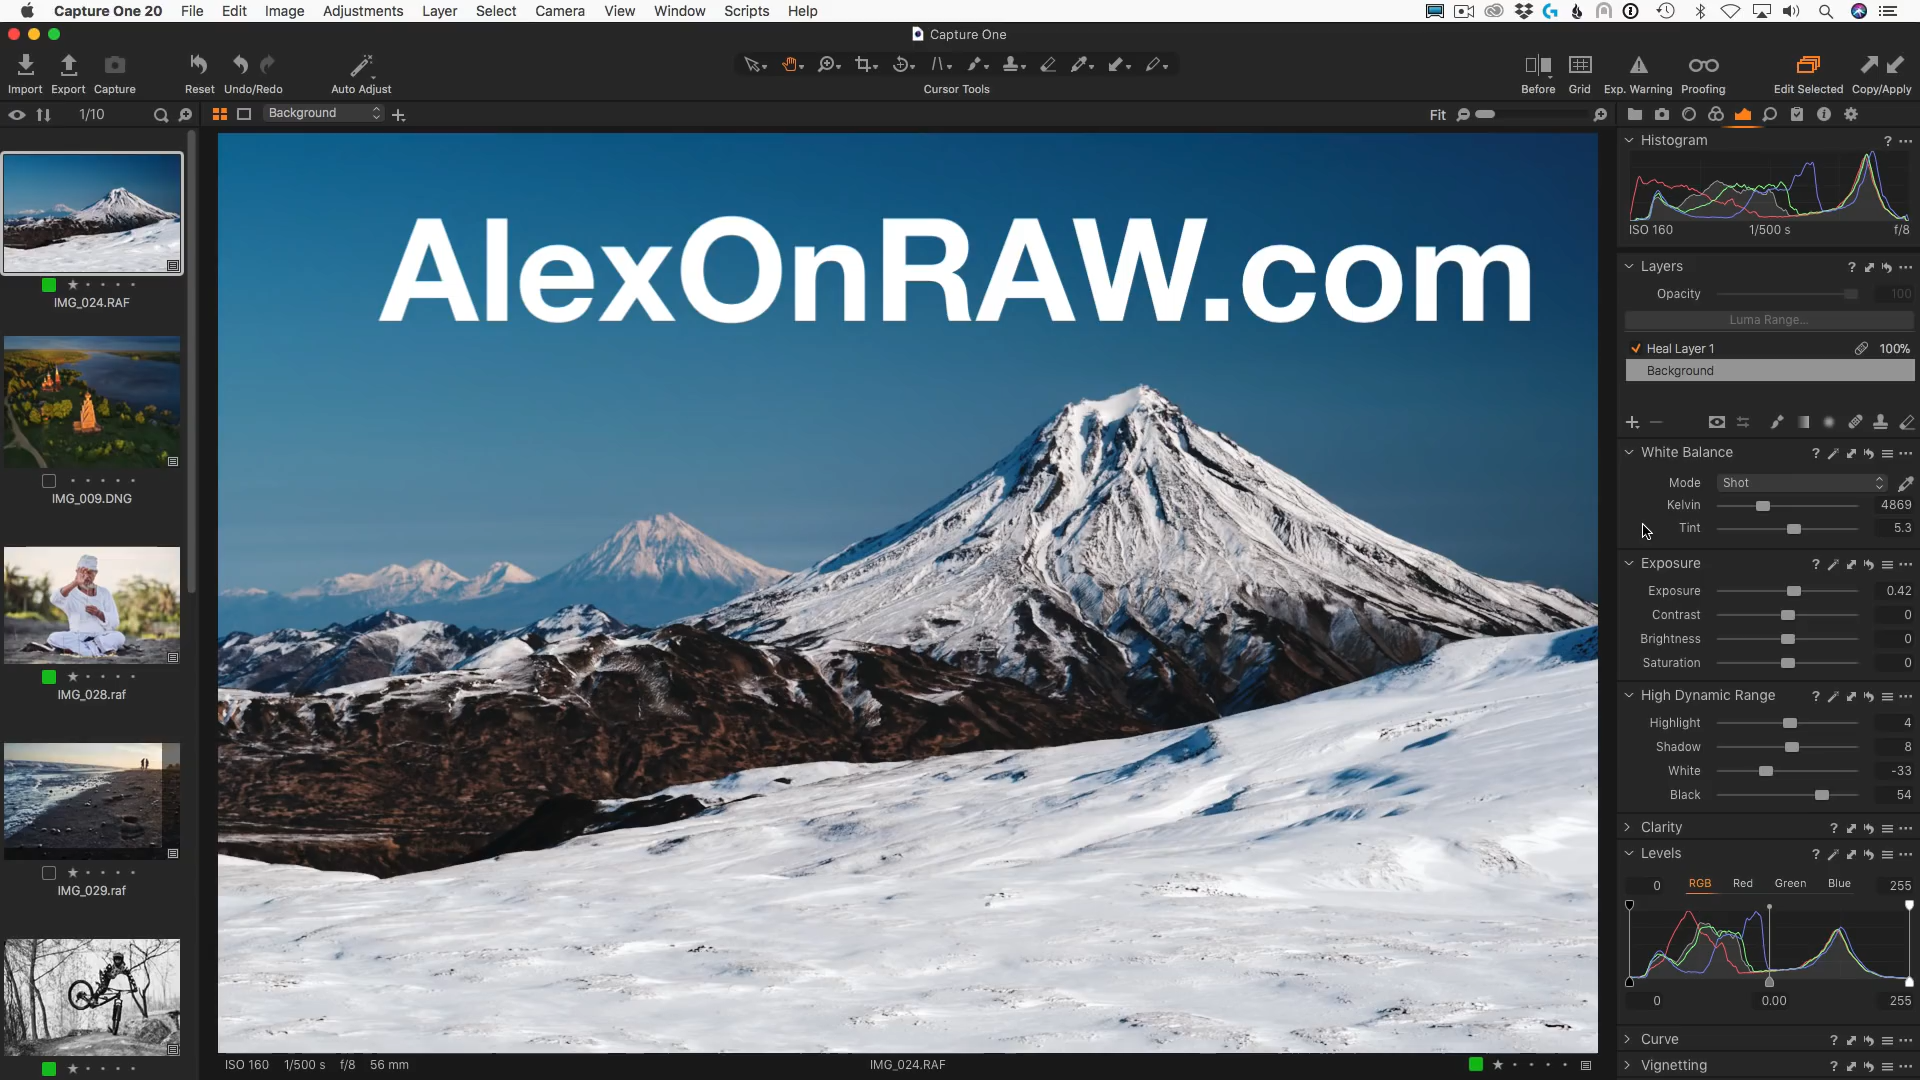 Capture One 20 File Edit Image Adjustments Layer Select Camera View Window Scripts Help
Capture One
Import Export Capture Reset Undo/Redo Auto Adjust Cursor Tools Before Grid Exp. Warning Proofing Edit Selected Copy/Apply
1/10 Background Fit
AlexOnRAW.com
IMG_024.RAF
IMG_009.DNG
IMG_028.raf
IMG_029.raf
ISO 160 1/500 s f/8 56 mm IMG_024.RAF
Histogram ?
ISO 160 1/500 s f/8
Layers ?
Opacity 100
Luma Range...
Heal Layer 1 100%
Background
White Balance ?
Mode Shot
Kelvin 4869
Tint 5.3
Exposure ?
Exposure 0.42
Contrast 0
Brightness 0
Saturation 0
High Dynamic Range ?
Highlight 4
Shadow 8
White -33
Black 54
Clarity ?
Levels ?
0 RGB Red Green Blue 255
0 0.00 255
Curve ?
Vignetting ?